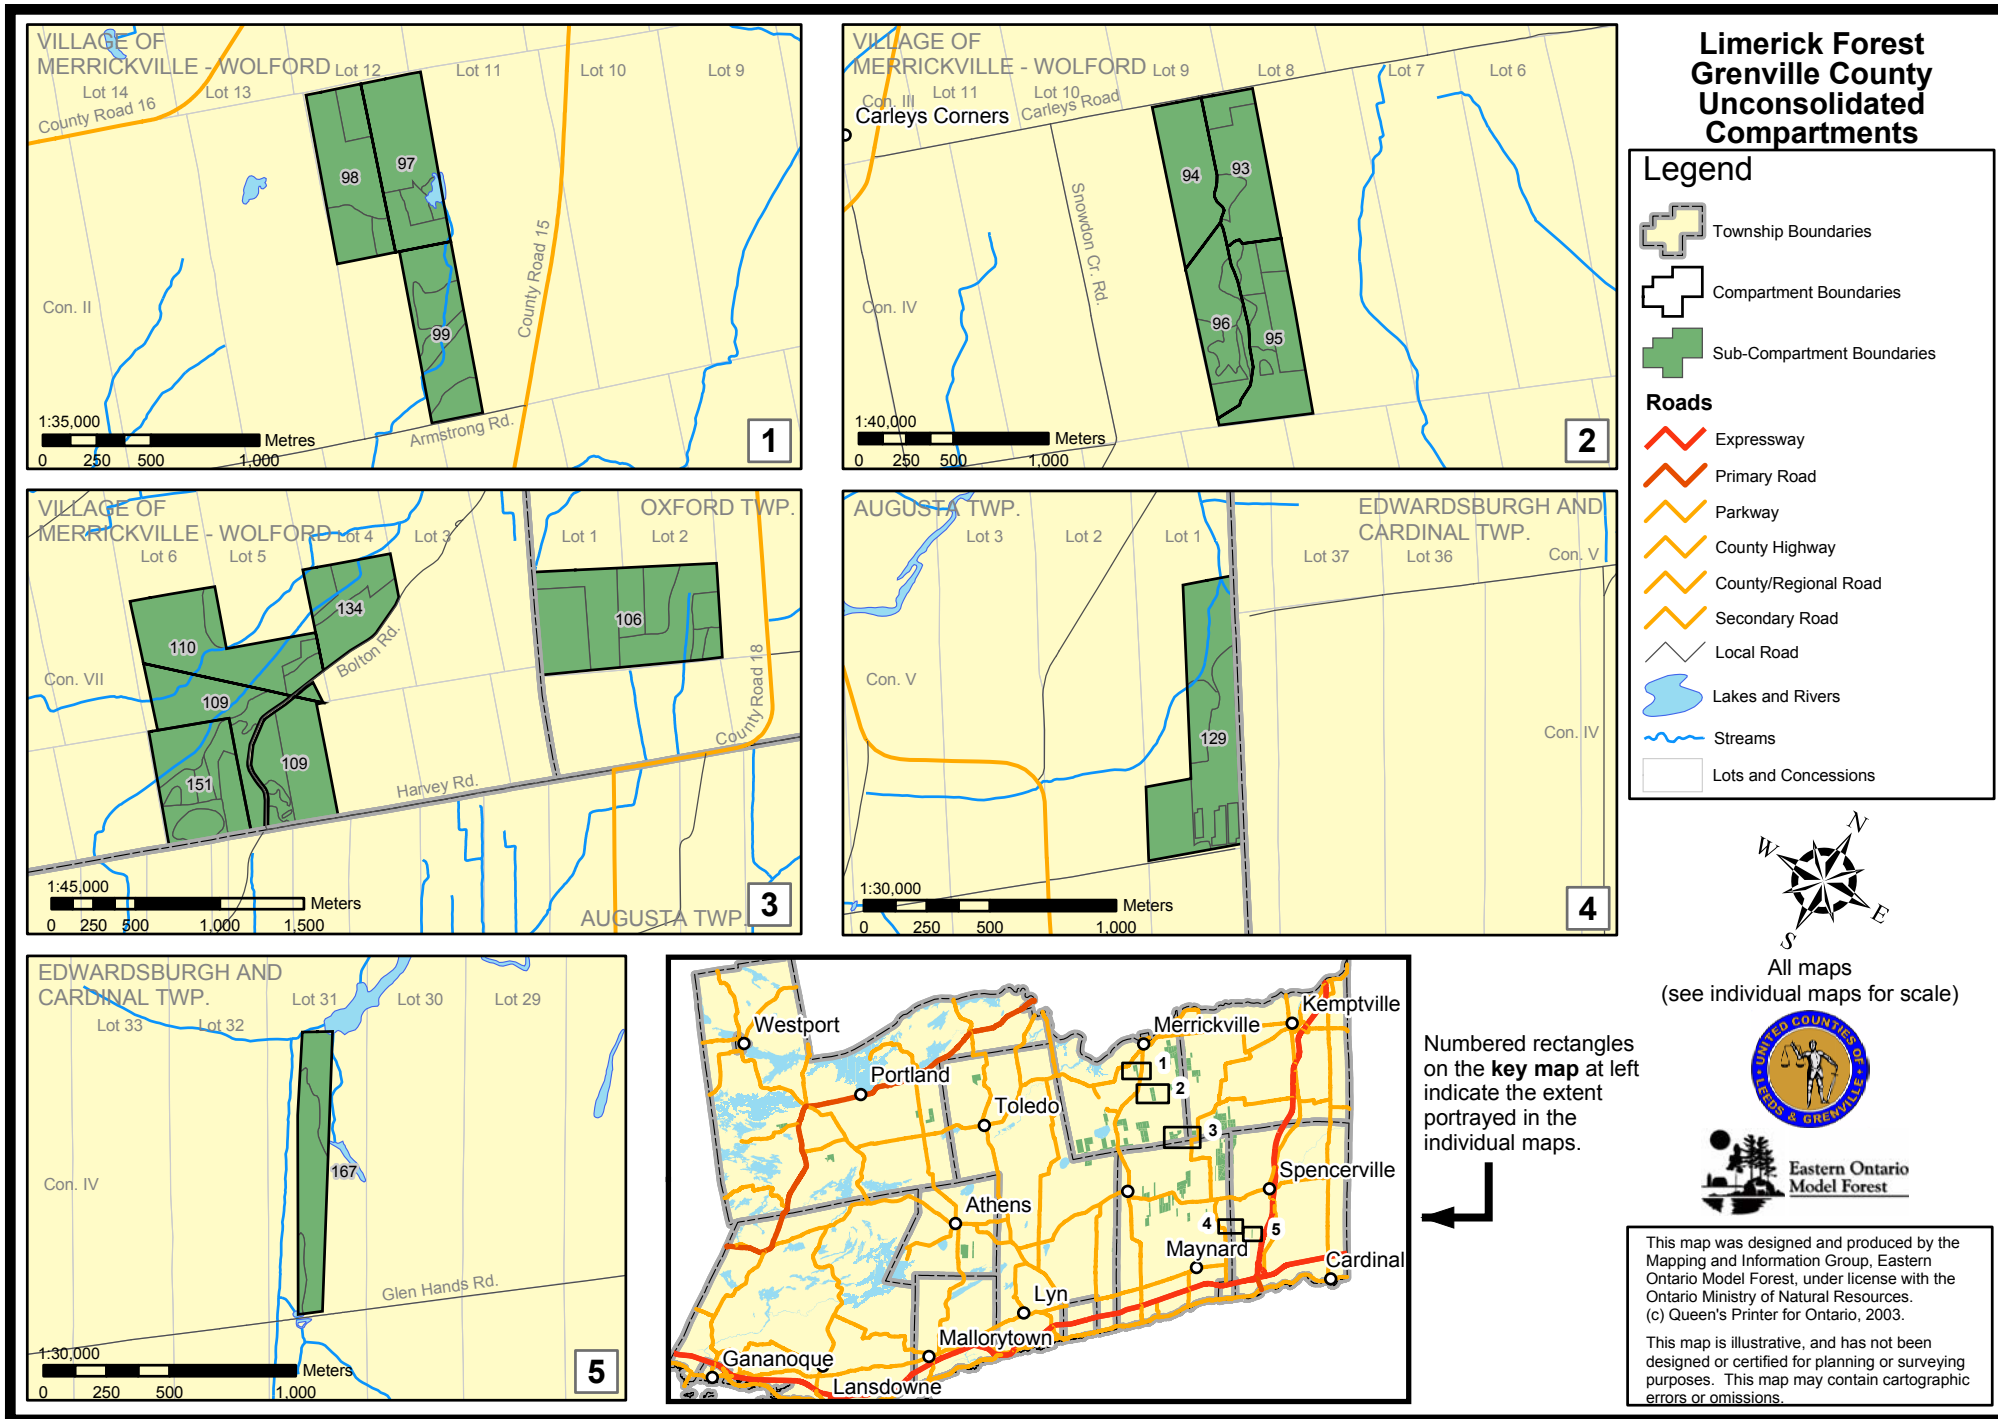 VILLAGE OF
MERRICKVILLE - WOLFORD
Lot 12
Lot 11
Lot 10
Lot 9
Lot 14
Lot 13
County Road 16
98
97
99
Con. II
County Road 15
Armstrong Rd.
1:35,000
Metres
0 250 500 1,000
1
VILLAGE OF
MERRICKVILLE - WOLFORD
Lot 9
Lot 8
Lot 7
Lot 6
Con. III
Lot 11
Lot 10
Carleys Road
Carleys Corners
94
93
96
95
Snowdon Cr. Rd.
Con. IV
1:40,000
Meters
0 250 500 1,000
2
Limerick Forest
Grenville County
Unconsolidated
Compartments
Legend
Township Boundaries
Compartment Boundaries
Sub-Compartment Boundaries
Roads
Expressway
Primary Road
Parkway
County Highway
County/Regional Road
Secondary Road
Local Road
Lakes and Rivers
Streams
Lots and Concessions
VILLAGE OF
MERRICKVILLE - WOLFORD
Lot 4
Lot 3
Lot 6
Lot 5
OXFORD TWP.
Lot 1
Lot 2
134
110
106
Bolton Rd.
Con. VII
109
109
151
County Road 18
Harvey Rd.
1:45,000
Meters
0 250 500 1,000 1,500
AUGUSTA TWP.
3
AUGUSTA TWP.
EDWARDSBURGH AND
CARDINAL TWP.
Lot 3
Lot 2
Lot 1
Lot 37
Lot 36
Con. V
Con. V
129
Con. IV
1:30,000
Meters
0 250 500 1,000
4
N
W
E
S
All maps
(see individual maps for scale)
UNITED COUNTIES OF
LEEDS & GRENVILLE
Eastern Ontario
Model Forest
EDWARDSBURGH AND
CARDINAL TWP.
Lot 31
Lot 30
Lot 29
Lot 33
Lot 32
167
Con. IV
Glen Hands Rd.
1:30,000
Meters
0 250 500 1,000
5
Westport
Portland
Toledo
Merrickville
Kemptville
1
2
3
Spencerville
Athens
4
5
Maynard
Cardinal
Lyn
Mallorytown
Gananoque
Lansdowne
Numbered rectangles
on the key map at left
indicate the extent
portrayed in the
individual maps.
This map was designed and produced by the
Mapping and Information Group, Eastern
Ontario Model Forest, under license with the
Ontario Ministry of Natural Resources.
(c) Queen's Printer for Ontario, 2003.
This map is illustrative, and has not been
designed or certified for planning or surveying
purposes. This map may contain cartographic
errors or omissions.